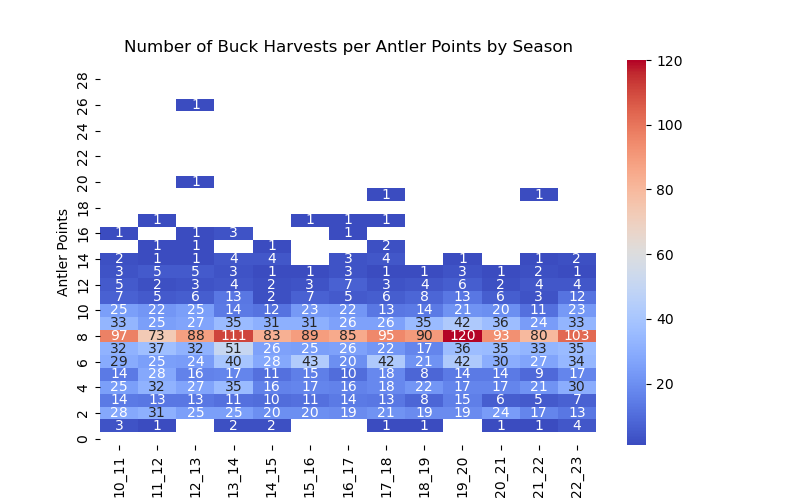 Number of Buck Harvests per Antler Points by Season
Antler Points
28
26 1
24
22
20 1
1 1
18
1 1 1 1
16 1 1 3 1
1 1 1 2
14 2 1 1 4 4 3 4 1 1 2
3 5 5 3 1 1 3 1 1 3 1 2 1
12 5 2 3 4 2 3 7 3 4 6 2 4 4
7 5 6 13 2 7 5 6 8 13 6 3 12
10 25 22 25 14 12 23 22 13 14 21 20 11 23
33 25 27 35 31 31 26 26 35 42 36 24 33
8 97 73 88 111 83 89 85 95 90 120 93 80 103
32 37 32 51 26 25 26 22 17 36 35 33 35
6 29 25 24 40 28 43 20 42 21 42 30 27 34
14 28 16 17 11 15 10 18 8 14 14 9 17
4 25 32 27 35 16 17 16 18 22 17 17 21 30
14 13 13 11 10 11 14 13 8 15 6 5 7
2 28 31 25 25 20 20 19 21 19 19 24 17 13
3 1 2 2 1 1 1 1 4
0
10_11 11_12 12_13 13_14 14_15 15_16 16_17 17_18 18_19 19_20 20_21 21_22 22_23
120
100
80
60
40
20